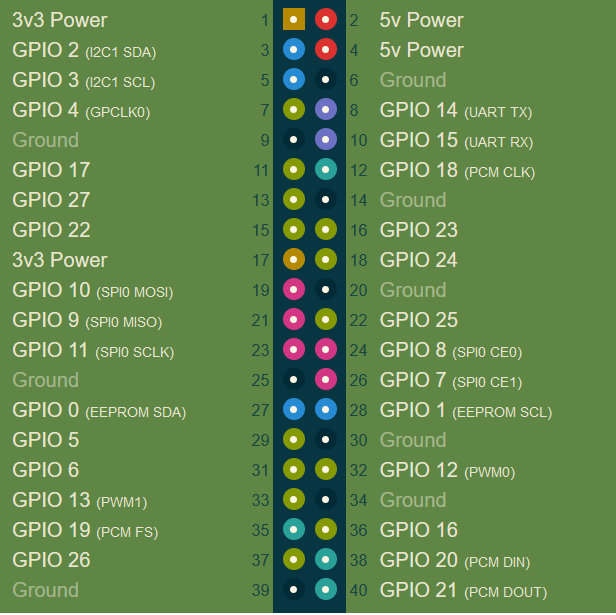 3v3 Power 1 2 5v Power
GPIO 2 (I2C1 SDA) 3 4 5v Power
GPIO 3 (I2C1 SCL) 5 6 Ground
GPIO 4 (GPCLK0) 7 8 GPIO 14 (UART TX)
Ground 9 10 GPIO 15 (UART RX)
GPIO 17 11 12 GPIO 18 (PCM CLK)
GPIO 27 13 14 Ground
GPIO 22 15 16 GPIO 23
3v3 Power 17 18 GPIO 24
GPIO 10 (SPI0 MOSI) 19 20 Ground
GPIO 9 (SPI0 MISO) 21 22 GPIO 25
GPIO 11 (SPI0 SCLK) 23 24 GPIO 8 (SPI0 CE0)
Ground 25 26 GPIO 7 (SPI0 CE1)
GPIO 0 (EEPROM SDA) 27 28 GPIO 1 (EEPROM SCL)
GPIO 5 29 30 Ground
GPIO 6 31 32 GPIO 12 (PWM0)
GPIO 13 (PWM1) 33 34 Ground
GPIO 19 (PCM FS) 35 36 GPIO 16
GPIO 26 37 38 GPIO 20 (PCM DIN)
Ground 39 40 GPIO 21 (PCM DOUT)